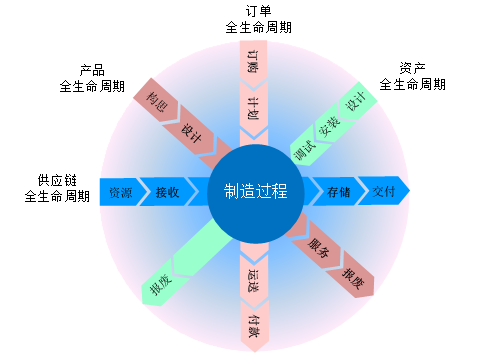 订单
全生命周期
产品
全生命周期
资产
全生命周期
供应链
全生命周期
订购
计划
构思
设计
设计
安装
调试
资源
接收
制造过程
存储
交付
报废
运送
付款
服务
报废